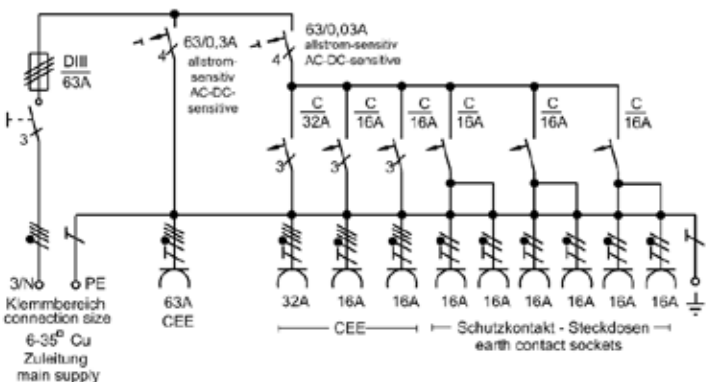 DIII
63A
3
63/0,3A
allstrom-
sensitiv
AC-DC-
sensitive
4
63/0,03A
allstrom-sensitiv
AC-DC-sensitive
4
C
32A
C
16A
C
16A
C
16A
C
16A
C
16A
3
3
3
3/N
PE
Klemmbereich
connection size
6-35□ Cu
Zuleitung
main supply
63A
CEE
32A
16A
16A
16A
16A
16A
16A
16A
16A
CEE
Schutzkontakt - Steckdosen
earth contact sockets